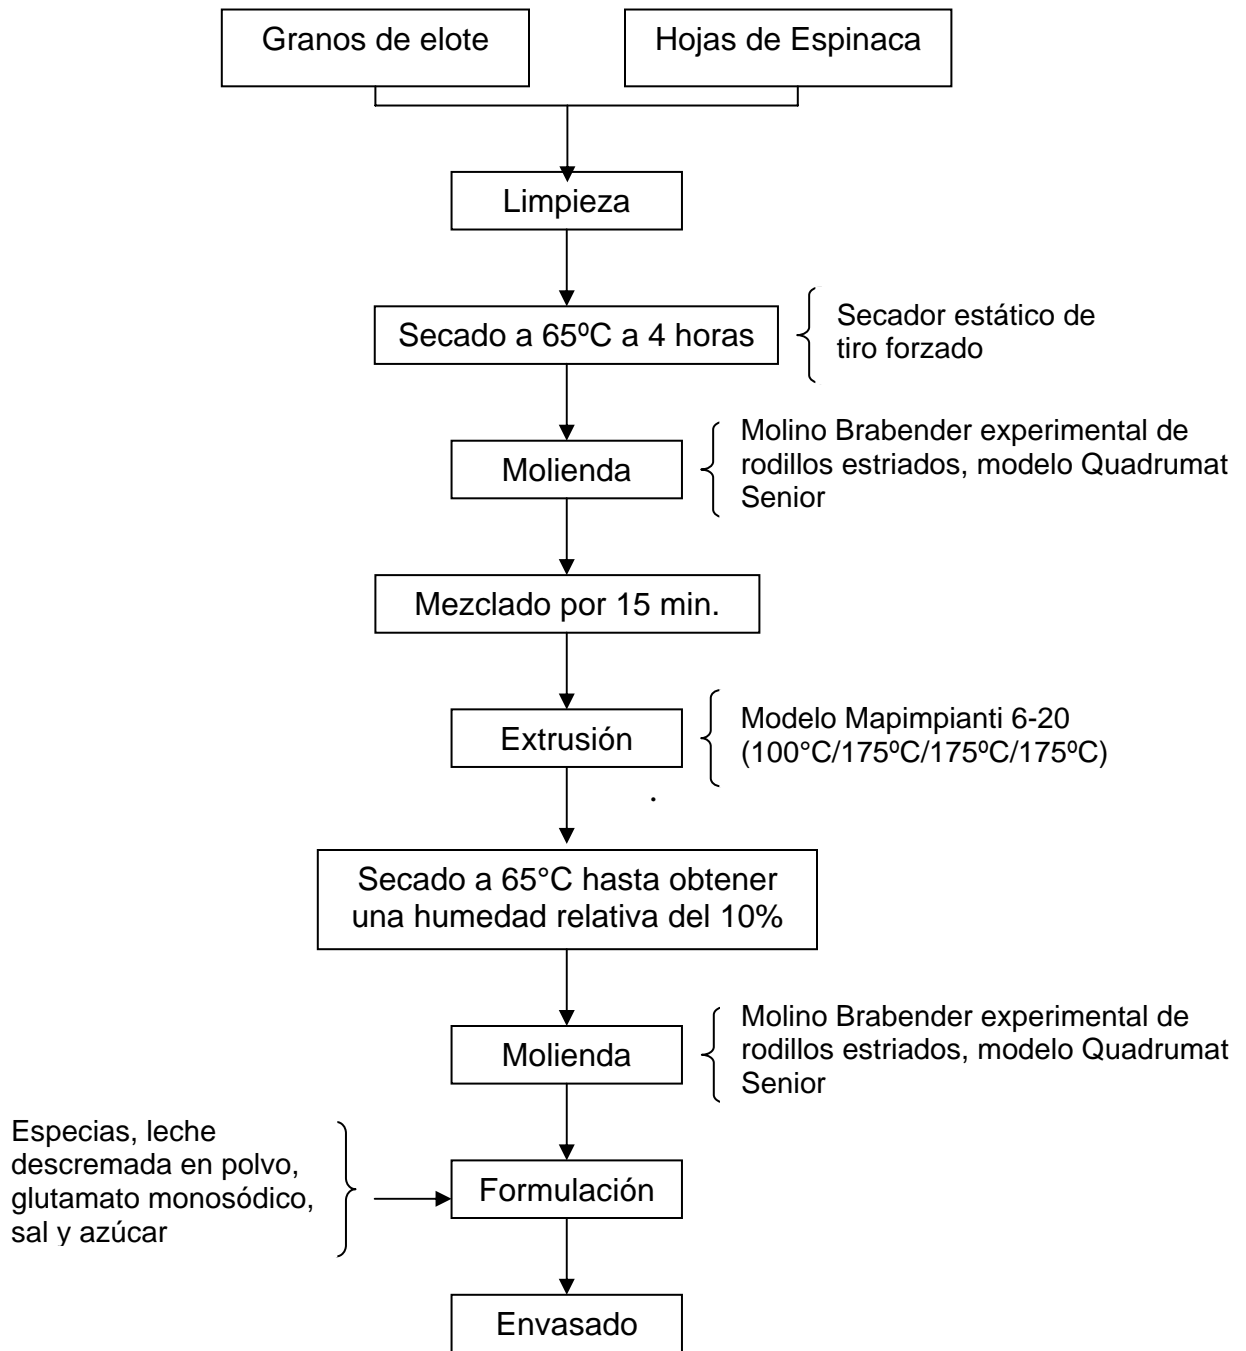 Granos de elote
Hojas de Espinaca
Limpieza
Secado a 65ºC a 4 horas
Secador estático de
tiro forzado
Molienda
Molino Brabender experimental de
rodillos estriados, modelo Quadrumat
Senior
Mezclado por 15 min.
Extrusión
Modelo Mapimpianti 6-20
(100°C/175ºC/175ºC/175ºC)
.
Secado a 65°C hasta obtener
una humedad relativa del 10%
Molienda
Molino Brabender experimental de
rodillos estriados, modelo Quadrumat
Senior
Especias, leche
descremada en polvo,
glutamato monosódico,
sal y azúcar
Formulación
Envasado